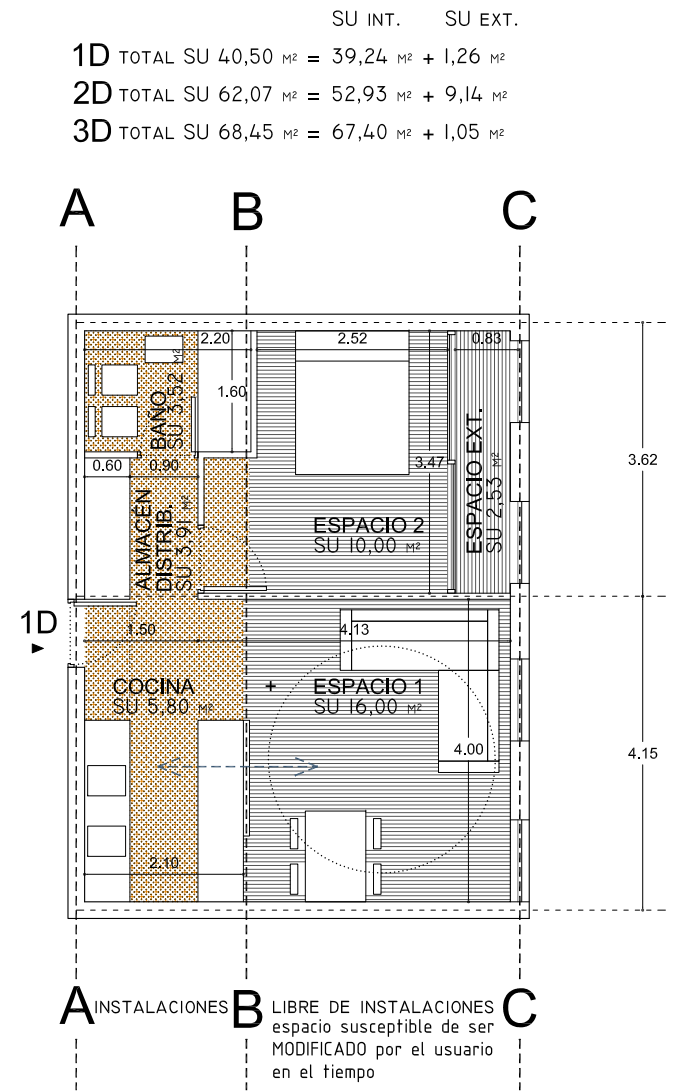 SU INT. SU EXT.
1D TOTAL SU 40,50 M² = 39,24 M² + 1,26 M²
2D TOTAL SU 62,07 M² = 52,93 M² + 9,14 M²
3D TOTAL SU 68,45 M² = 67,40 M² + 1,05 M²
A B C
2.20 2.52 0.83
1.60
BAÑO
SU 3,52 M²
0.60 0.90
3.47
3.62
ALMACÉN
DISTRIB.
SU 3,91 M²
ESPACIO 2
SU 10,00 M²
ESPACIO EXT.
SU 2,53 M²
1D
1.50 4.13
COCINA + ESPACIO 1
SU 5,80 M² SU 16,00 M²
4.00
4.15
2.10
A INSTALACIONES B LIBRE DE INSTALACIONES C
espacio susceptible de ser
MODIFICADO por el usuario
en el tiempo